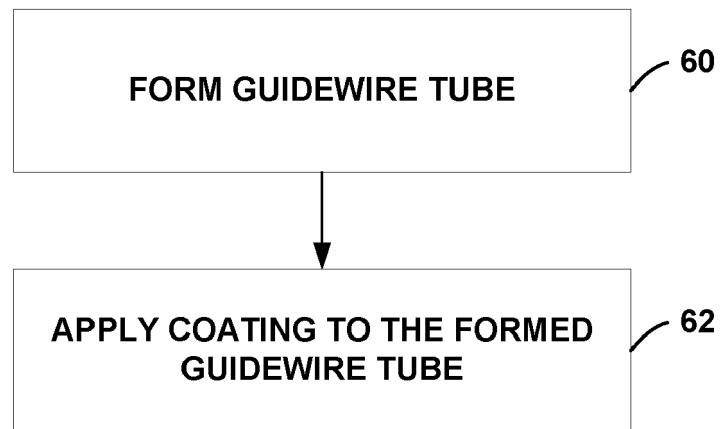 FORM GUIDEWIRE TUBE
60
APPLY COATING TO THE FORMED
GUIDEWIRE TUBE
62